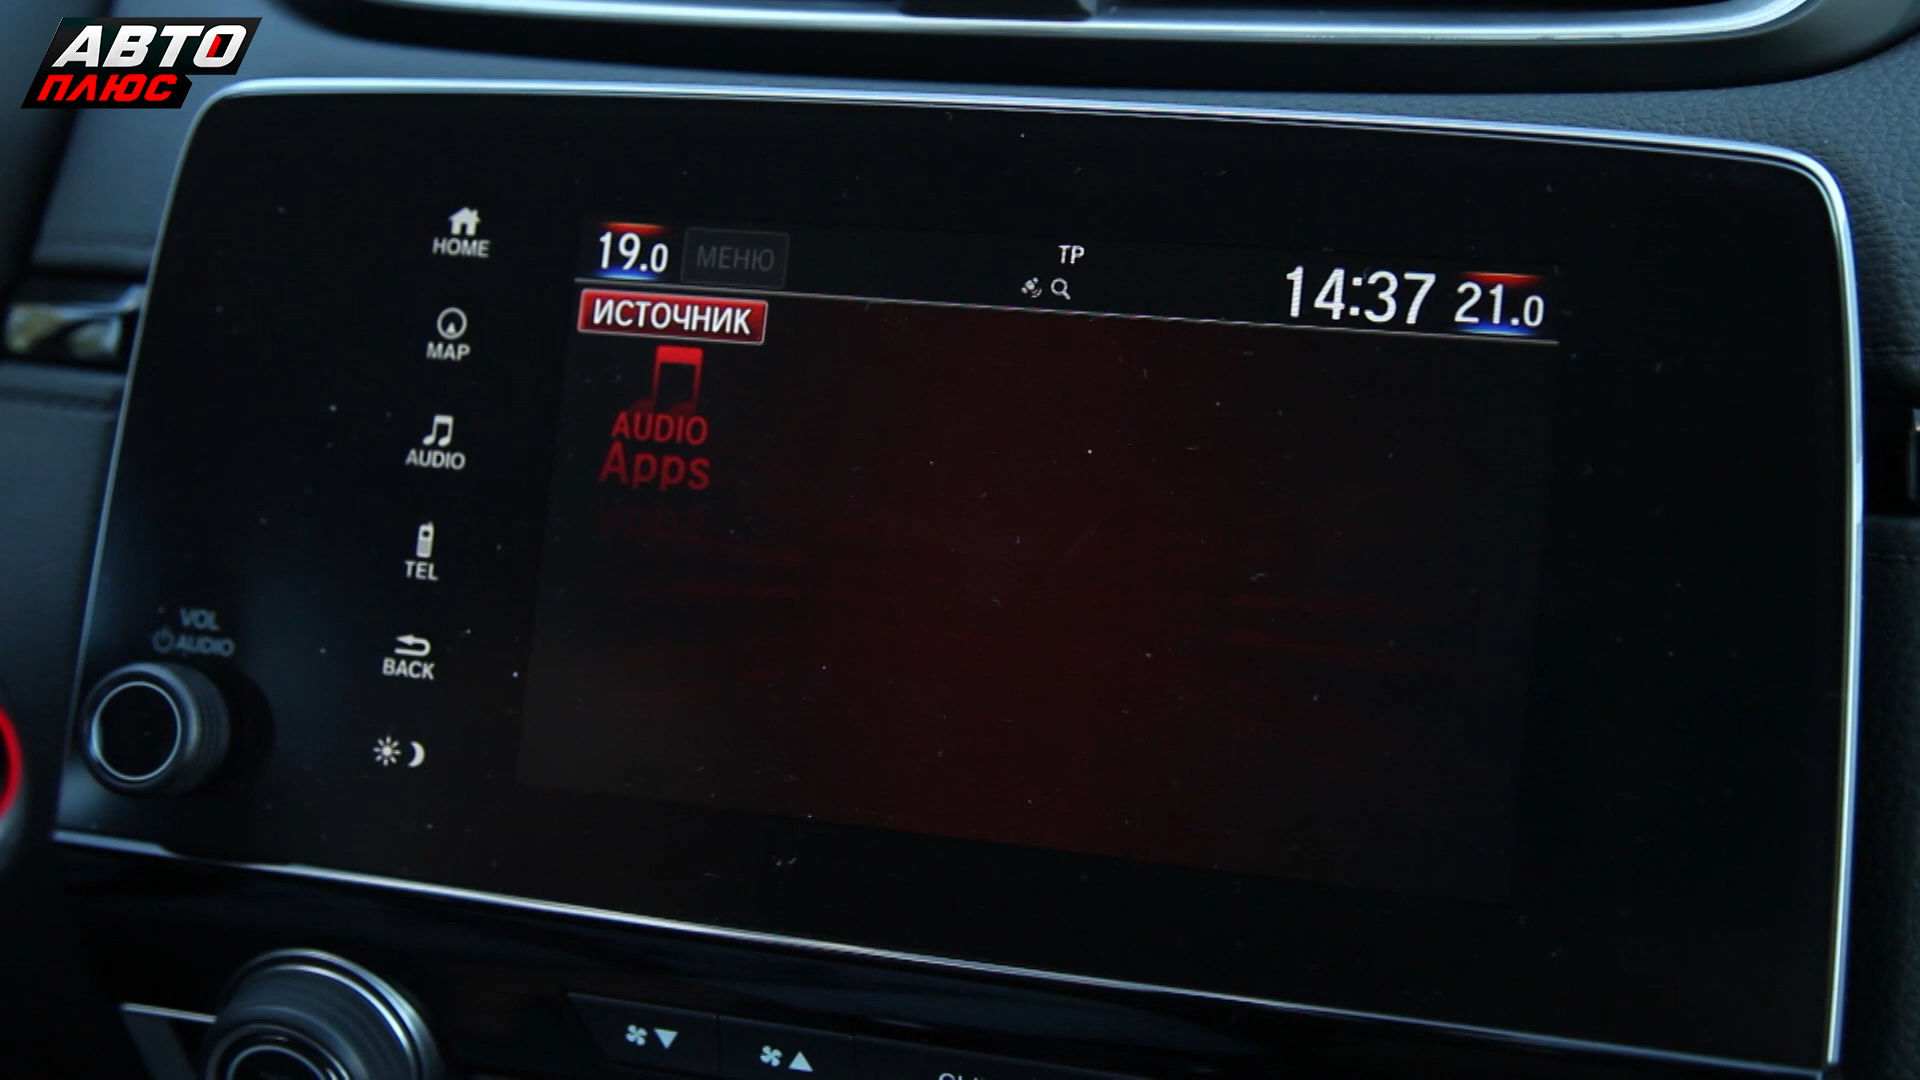 АВТО
ПЛЮС
HOME
19.0 МЕНЮ
TP
14:37 21.0
ИСТОЧНИК
MAP
AUDIO
AUDIO
Apps
TEL
VOL
AUDIO
BACK